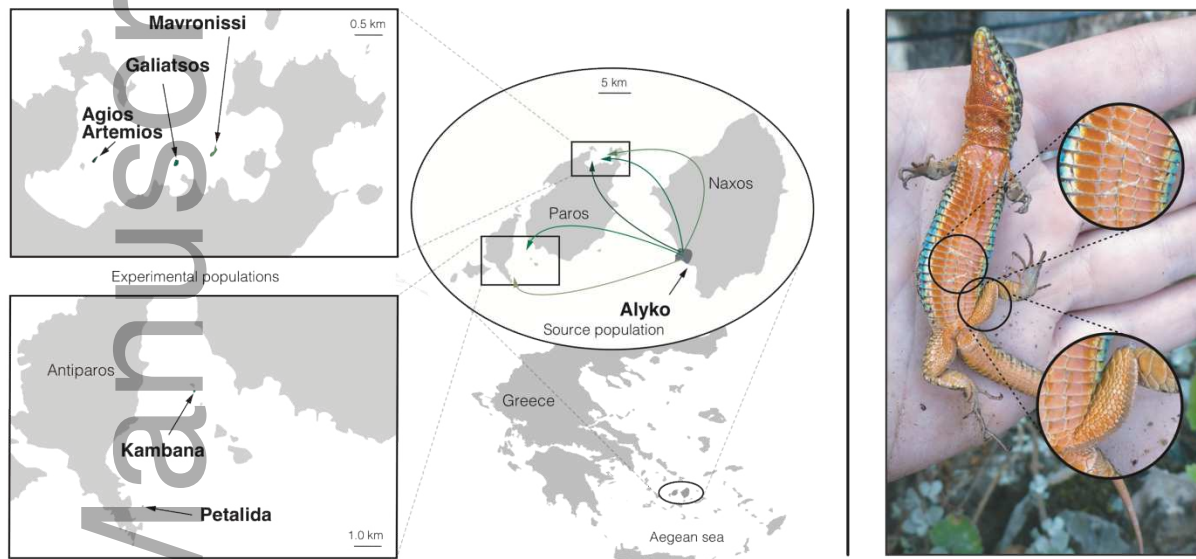 Mavronissi
0.5 km
Galiatsos
Agios
Artemios
Experimental populations
Antiparos
Kambana
Petalida
1.0 km
5 km
Naxos
Paros
Alyko
Source population
Greece
Aegean sea
Manuscr